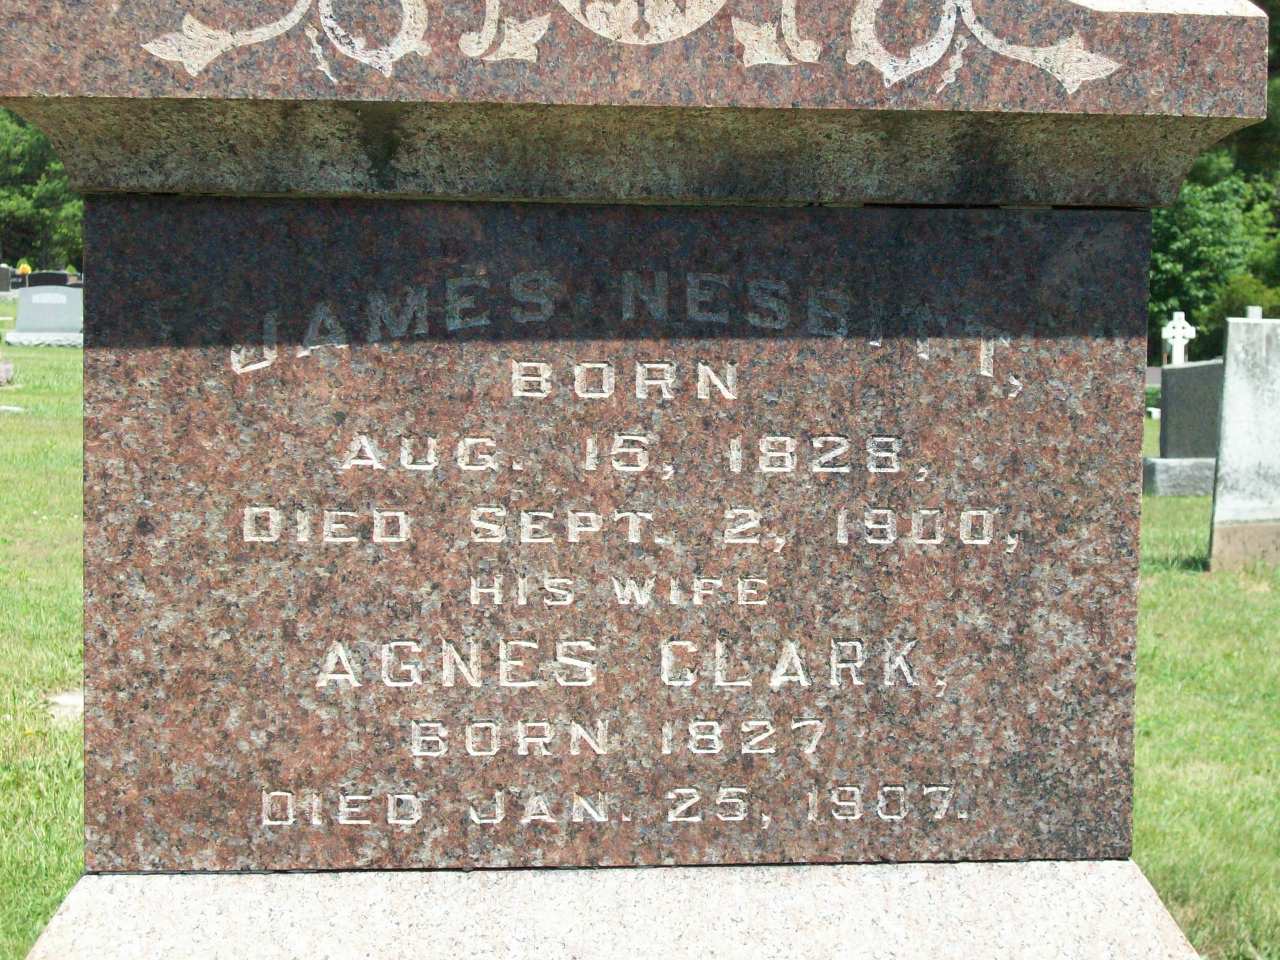 JAMES NESBITT,
BORN
AUG. 15, 1828,
DIED SEPT. 2, 1900,
HIS WIFE
AGNES CLARK,
BORN 1827
DIED JAN. 25, 1907.